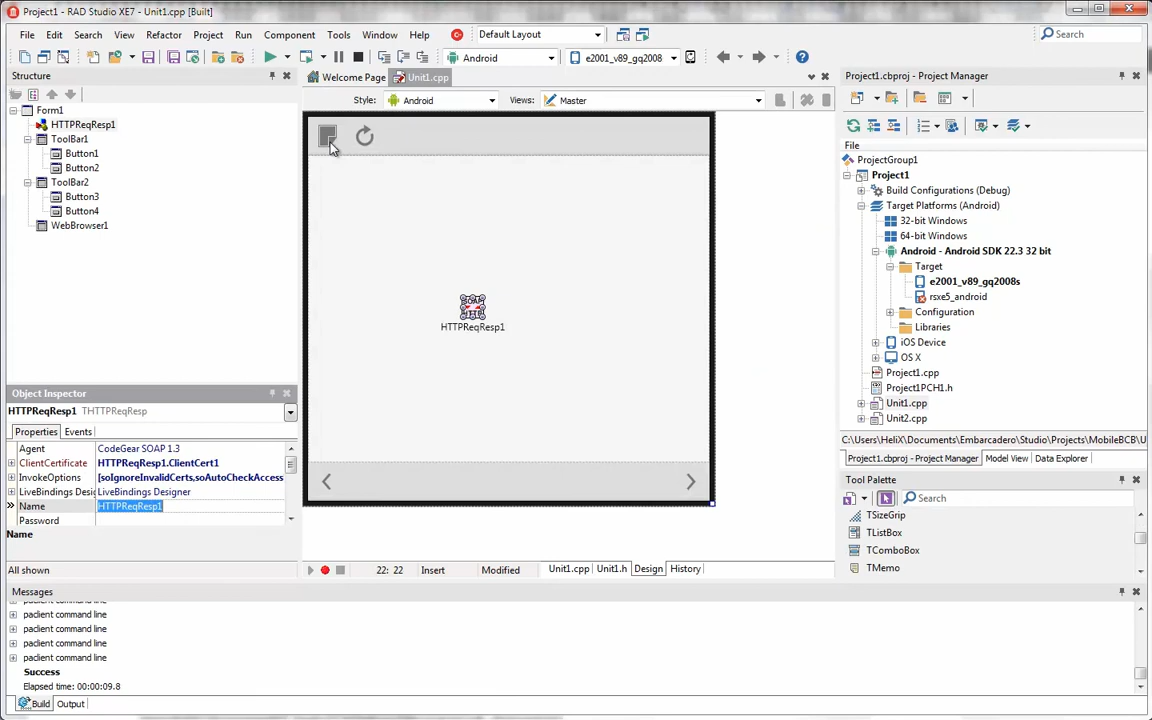 Project1 - RAD Studio XE7 - Unit1.cpp [Built]
File Edit Search View Refactor Project Run Component Tools Window Help Default Layout Search
Android e2001_v89_gq2008
Structure
Form1
HTTPReqResp1
ToolBar1
Button1
Button2
ToolBar2
Button3
Button4
WebBrowser1
Object Inspector
HTTPReqResp1 THTTPReqResp
Properties Events
Agent CodeGear SOAP 1.3
ClientCertificate HTTPReqResp1.ClientCert1
InvokeOptions [soIgnoreInvalidCerts,soAutoCheckAccess
LiveBindings Desig LiveBindings Designer
Name HTTPReqResp1
Password
Name
All shown
Welcome Page Unit1.cpp
Style: Android Views: Master
HTTPReqResp1
22: 22 Insert Modified Unit1.cpp Unit1.h Design History
Project1.cbproj - Project Manager
File
ProjectGroup1
Project1
Build Configurations (Debug)
Target Platforms (Android)
32-bit Windows
64-bit Windows
Android - Android SDK 22.3 32 bit
Target
e2001_v89_gq2008s
rsxe5_android
Configuration
Libraries
iOS Device
OS X
Project1.cpp
Project1PCH1.h
Unit1.cpp
Unit2.cpp
C:\Users\HeliX\Documents\Embarcadero\Studio\Projects\MobileBCB\U
Project1.cbproj - Project Manager Model View Data Explorer
Tool Palette
Search
TSizeGrip
TListBox
TComboBox
TMemo
Messages
paclient command line
paclient command line
paclient command line
paclient command line
Success
Elapsed time: 00:00:09.8
Build Output